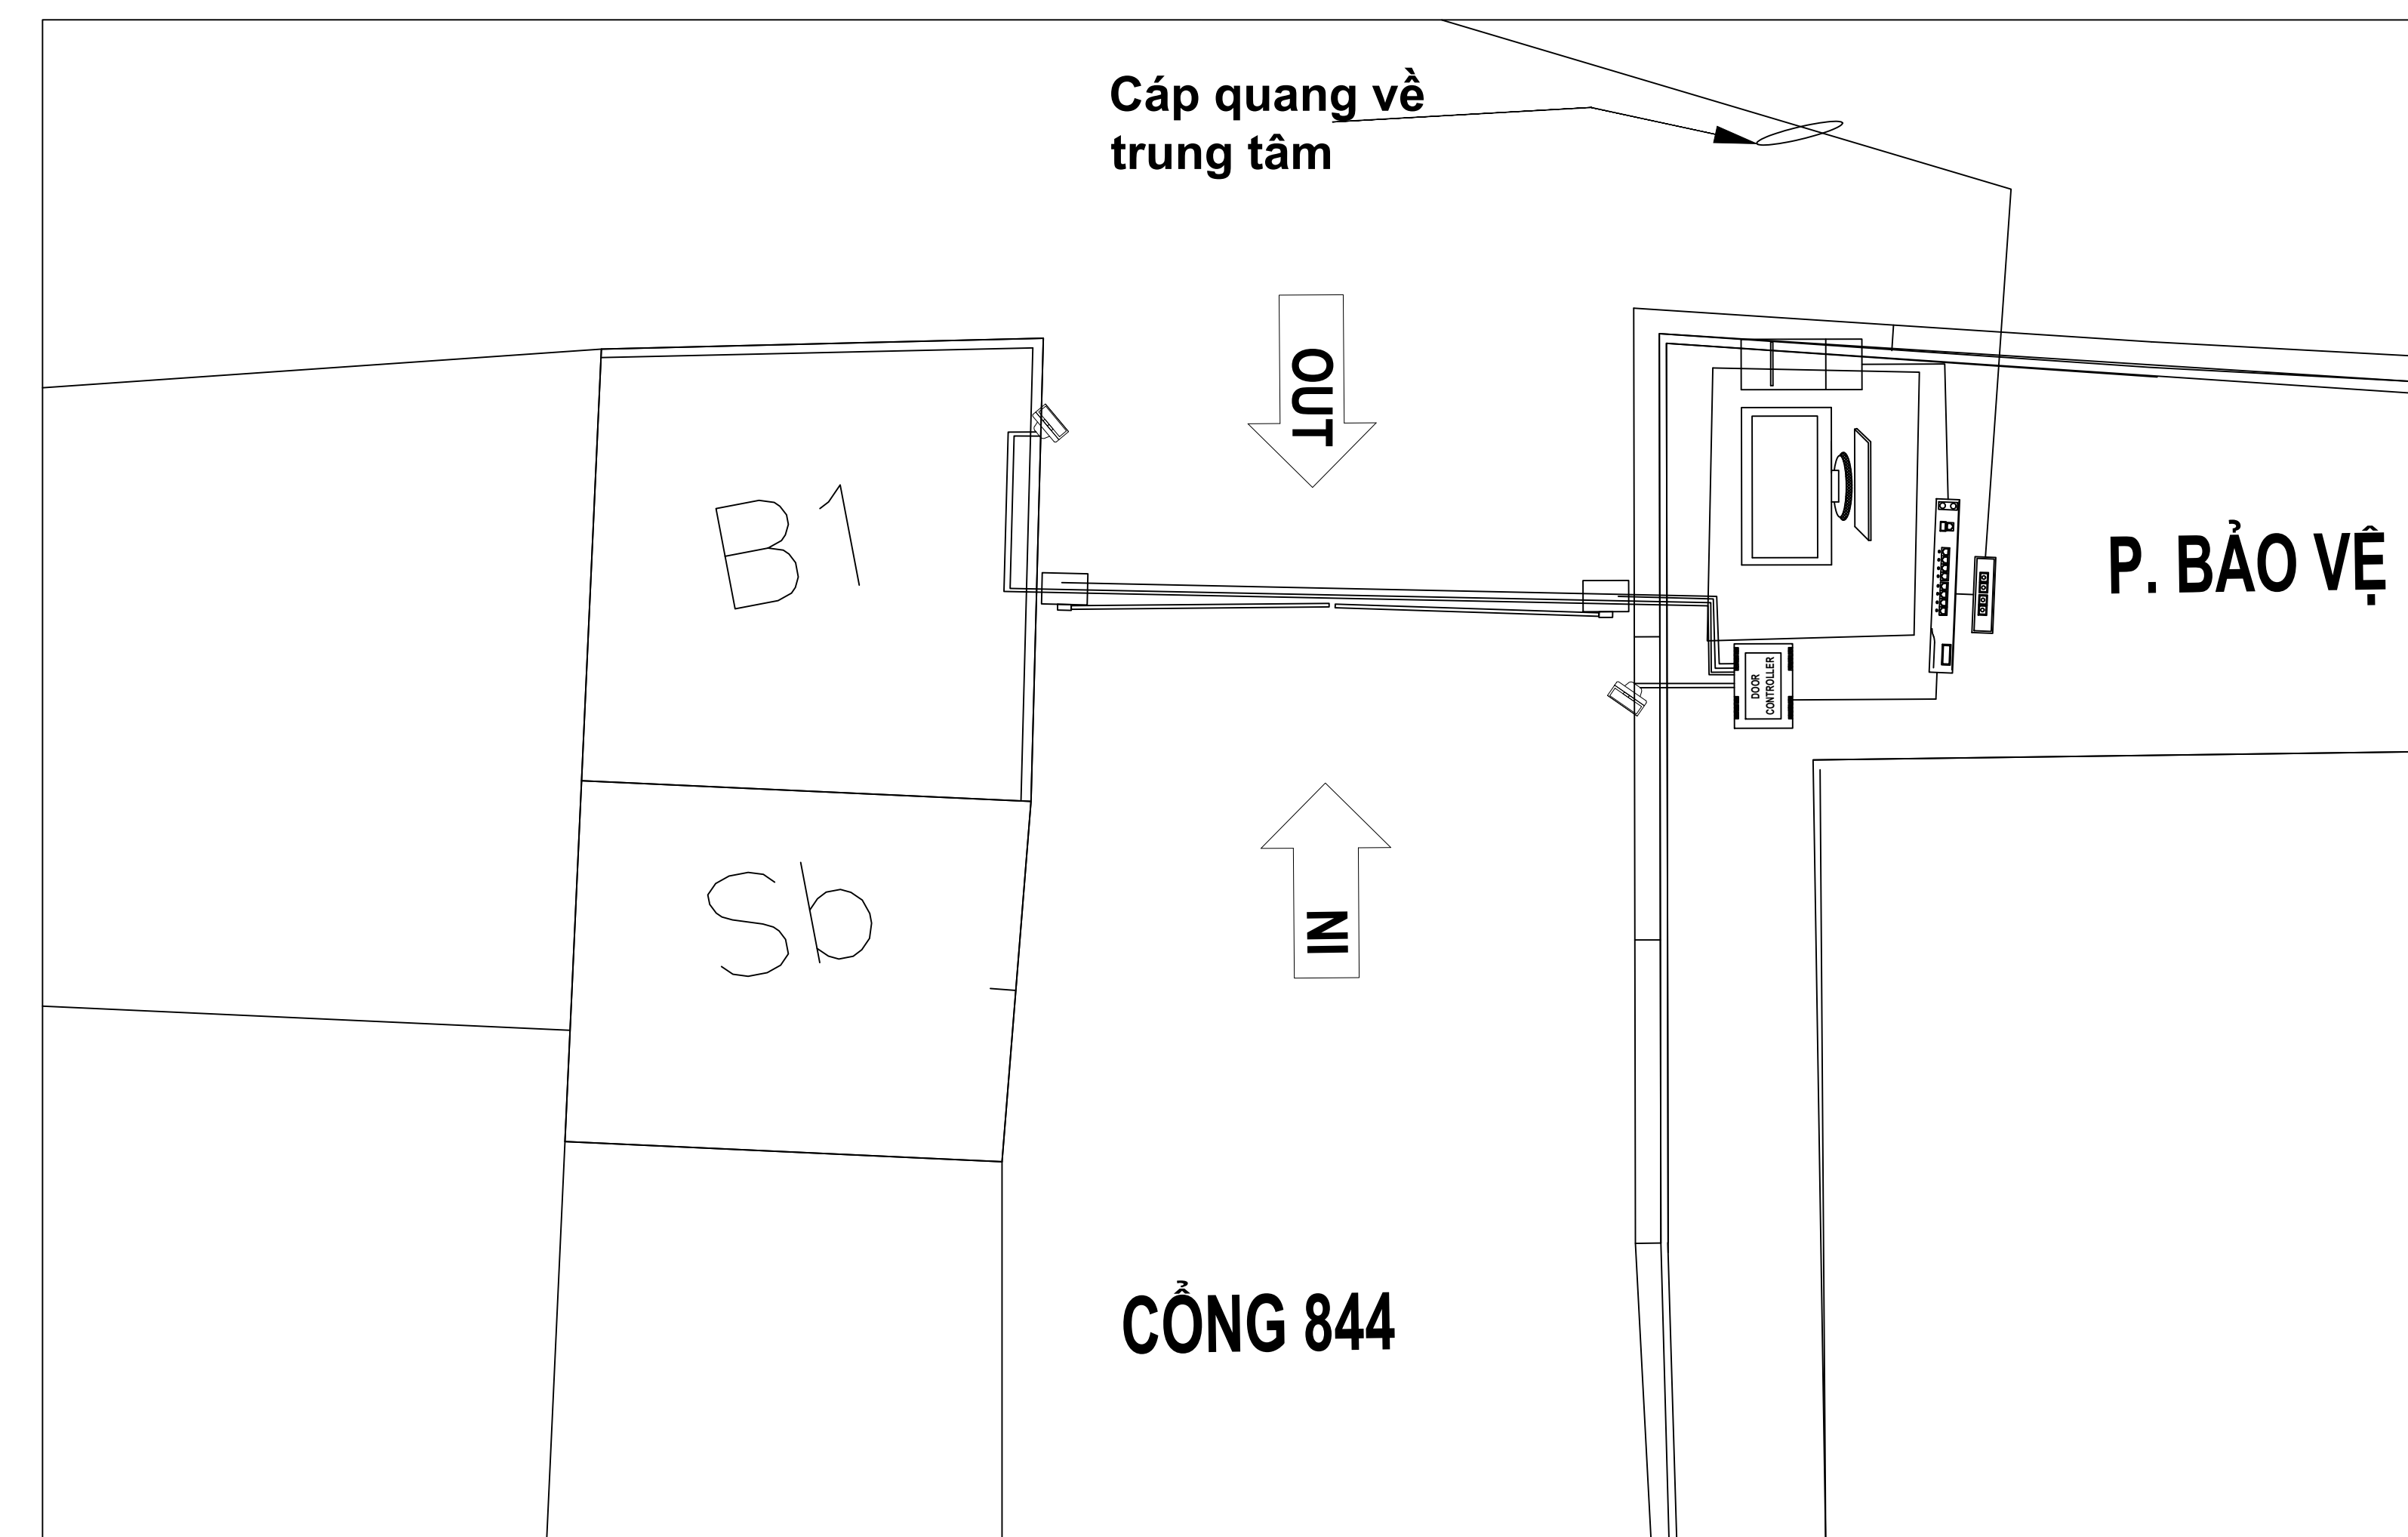 Cáp quang về
trung tâm
OUT
B1
P. BẢO VỆ
DOOR
CONTROLLER
Sb
IN
CỔNG 844